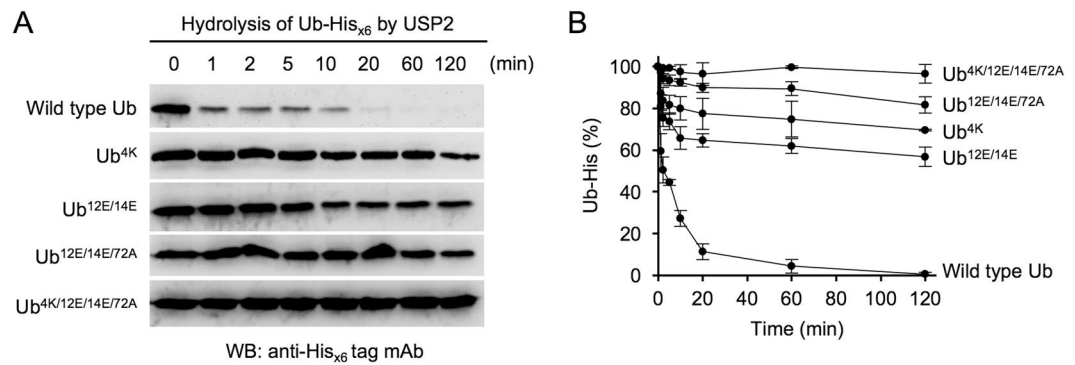 A
Hydrolysis of Ub-Hisx6 by USP2
0 1 2 5 10 20 60 120 (min)
Wild type Ub
Ub4K
Ub12E/14E
Ub12E/14E/72A
Ub4K/12E/14E/72A
WB: anti-Hisx6 tag mAb
B
Ub-His (%)
100
80
60
40
20
0
0 20 40 60 80 100 120
Time (min)
Ub4K/12E/14E/72A
Ub12E/14E/72A
Ub4K
Ub12E/14E
Wild type Ub